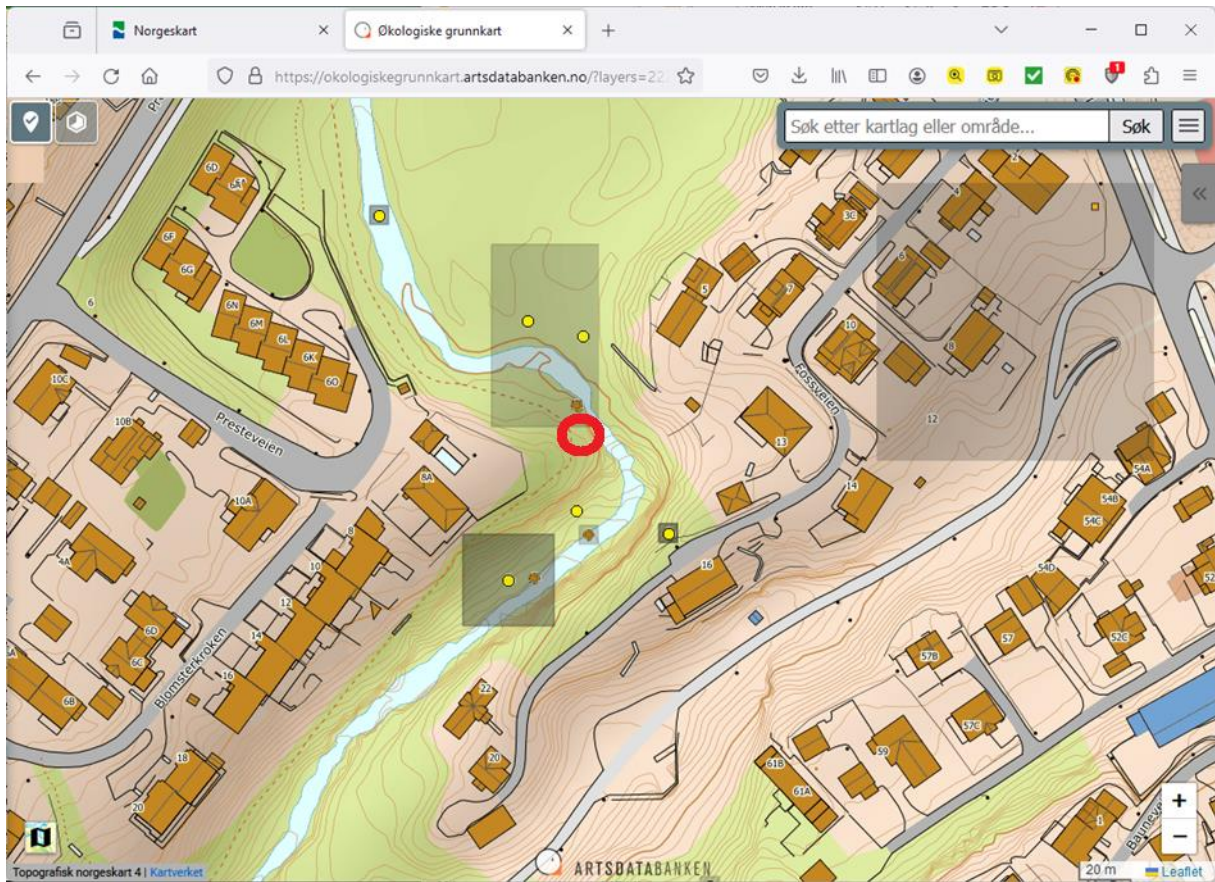 Norgeskart
Økologiske grunnkart
https://okologiskegrunnkart.artsdatabanken.no/?layers=22
1
Søk etter kartlag eller område...
Søk
6D
6A
2
4
3C
6F
6G
5
7
6
6
6N
6M
6L
6K
6O
10
8
10C
10B
Presteveien
Fossveien
12
13
8A
54A
10A
14
54B
54C
8
4A
10
16
54D
52
12
6D
14
57
52C
6C
16
57B
6B
Blomsterkroken
22
57C
59
18
20
61B
61A
20
1
+
−
ARTSDATABANKEN
Topografisk norgeskart 4 | Kartverket
20 m
Leaflet